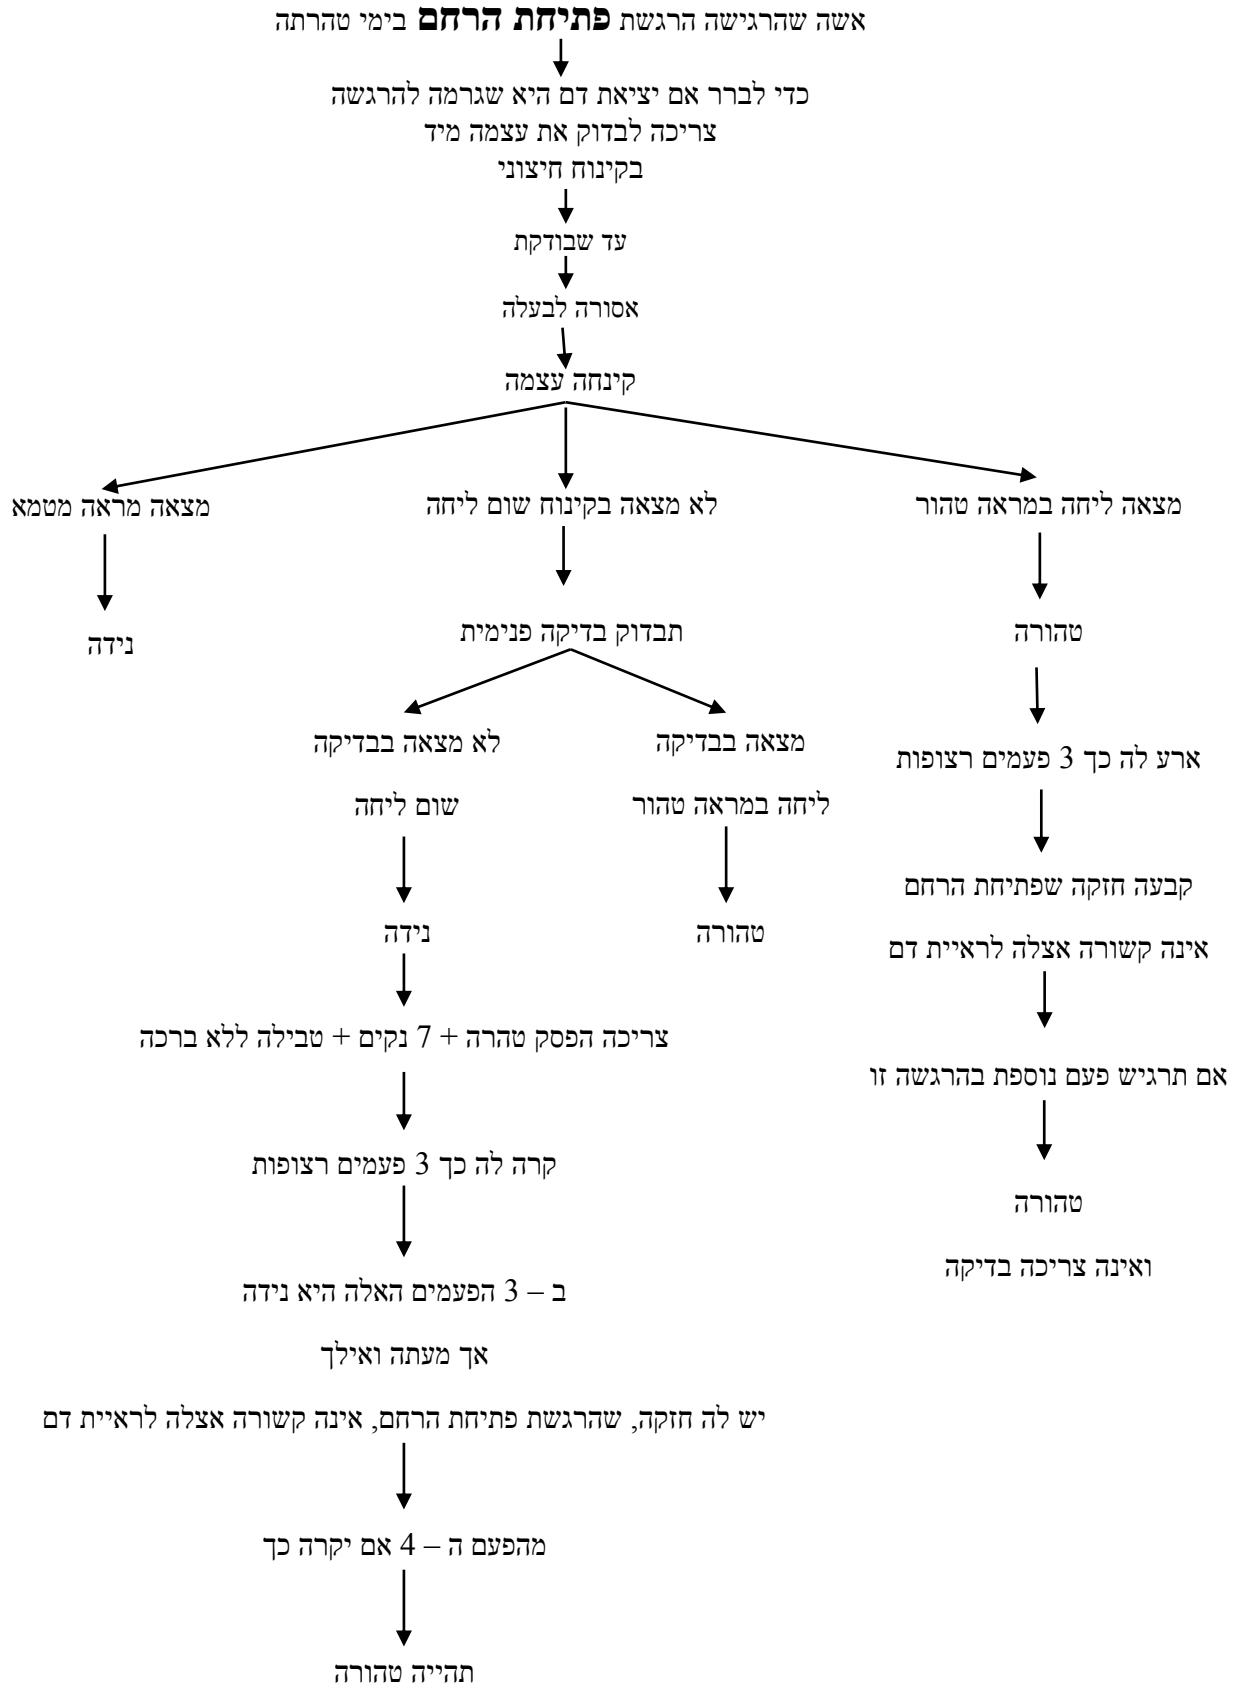 אשה שהרגישה הרגשת פתיחת הרחם בימי טהרתה
כדי לברר אם יציאת דם היא שגרמה להרגשה
צריכה לבדוק את עצמה מיד
בקינוח חיצוני
עד שבודקת
אסורה לבעלה
קינחה עצמה
מצאה ליחה במראה טהור
לא מצאה בקינוח שום ליחה
מצאה מראה מטמא
טהורה
תבדוק בדיקה פנימית
נידה
ארע לה כך 3 פעמים רצופות
מצאה בבדיקה
ליחה במראה טהור
לא מצאה בבדיקה
שום ליחה
קבעה חזקה שפתיחת הרחם
אינה קשורה אצלה לראיית דם
טהורה
נידה
אם תרגיש פעם נוספת בהרגשה זו
צריכה הפסק טהרה + 7 נקים + טבילה ללא ברכה
טהורה
ואינה צריכה בדיקה
קרה לה כך 3 פעמים רצופות
ב – 3 הפעמים האלה היא נידה
אך מעתה ואילך
יש לה חזקה, שהרגשת פתיחת הרחם, אינה קשורה אצלה לראיית דם
מהפעם ה – 4 אם יקרה כך
תהייה טהורה